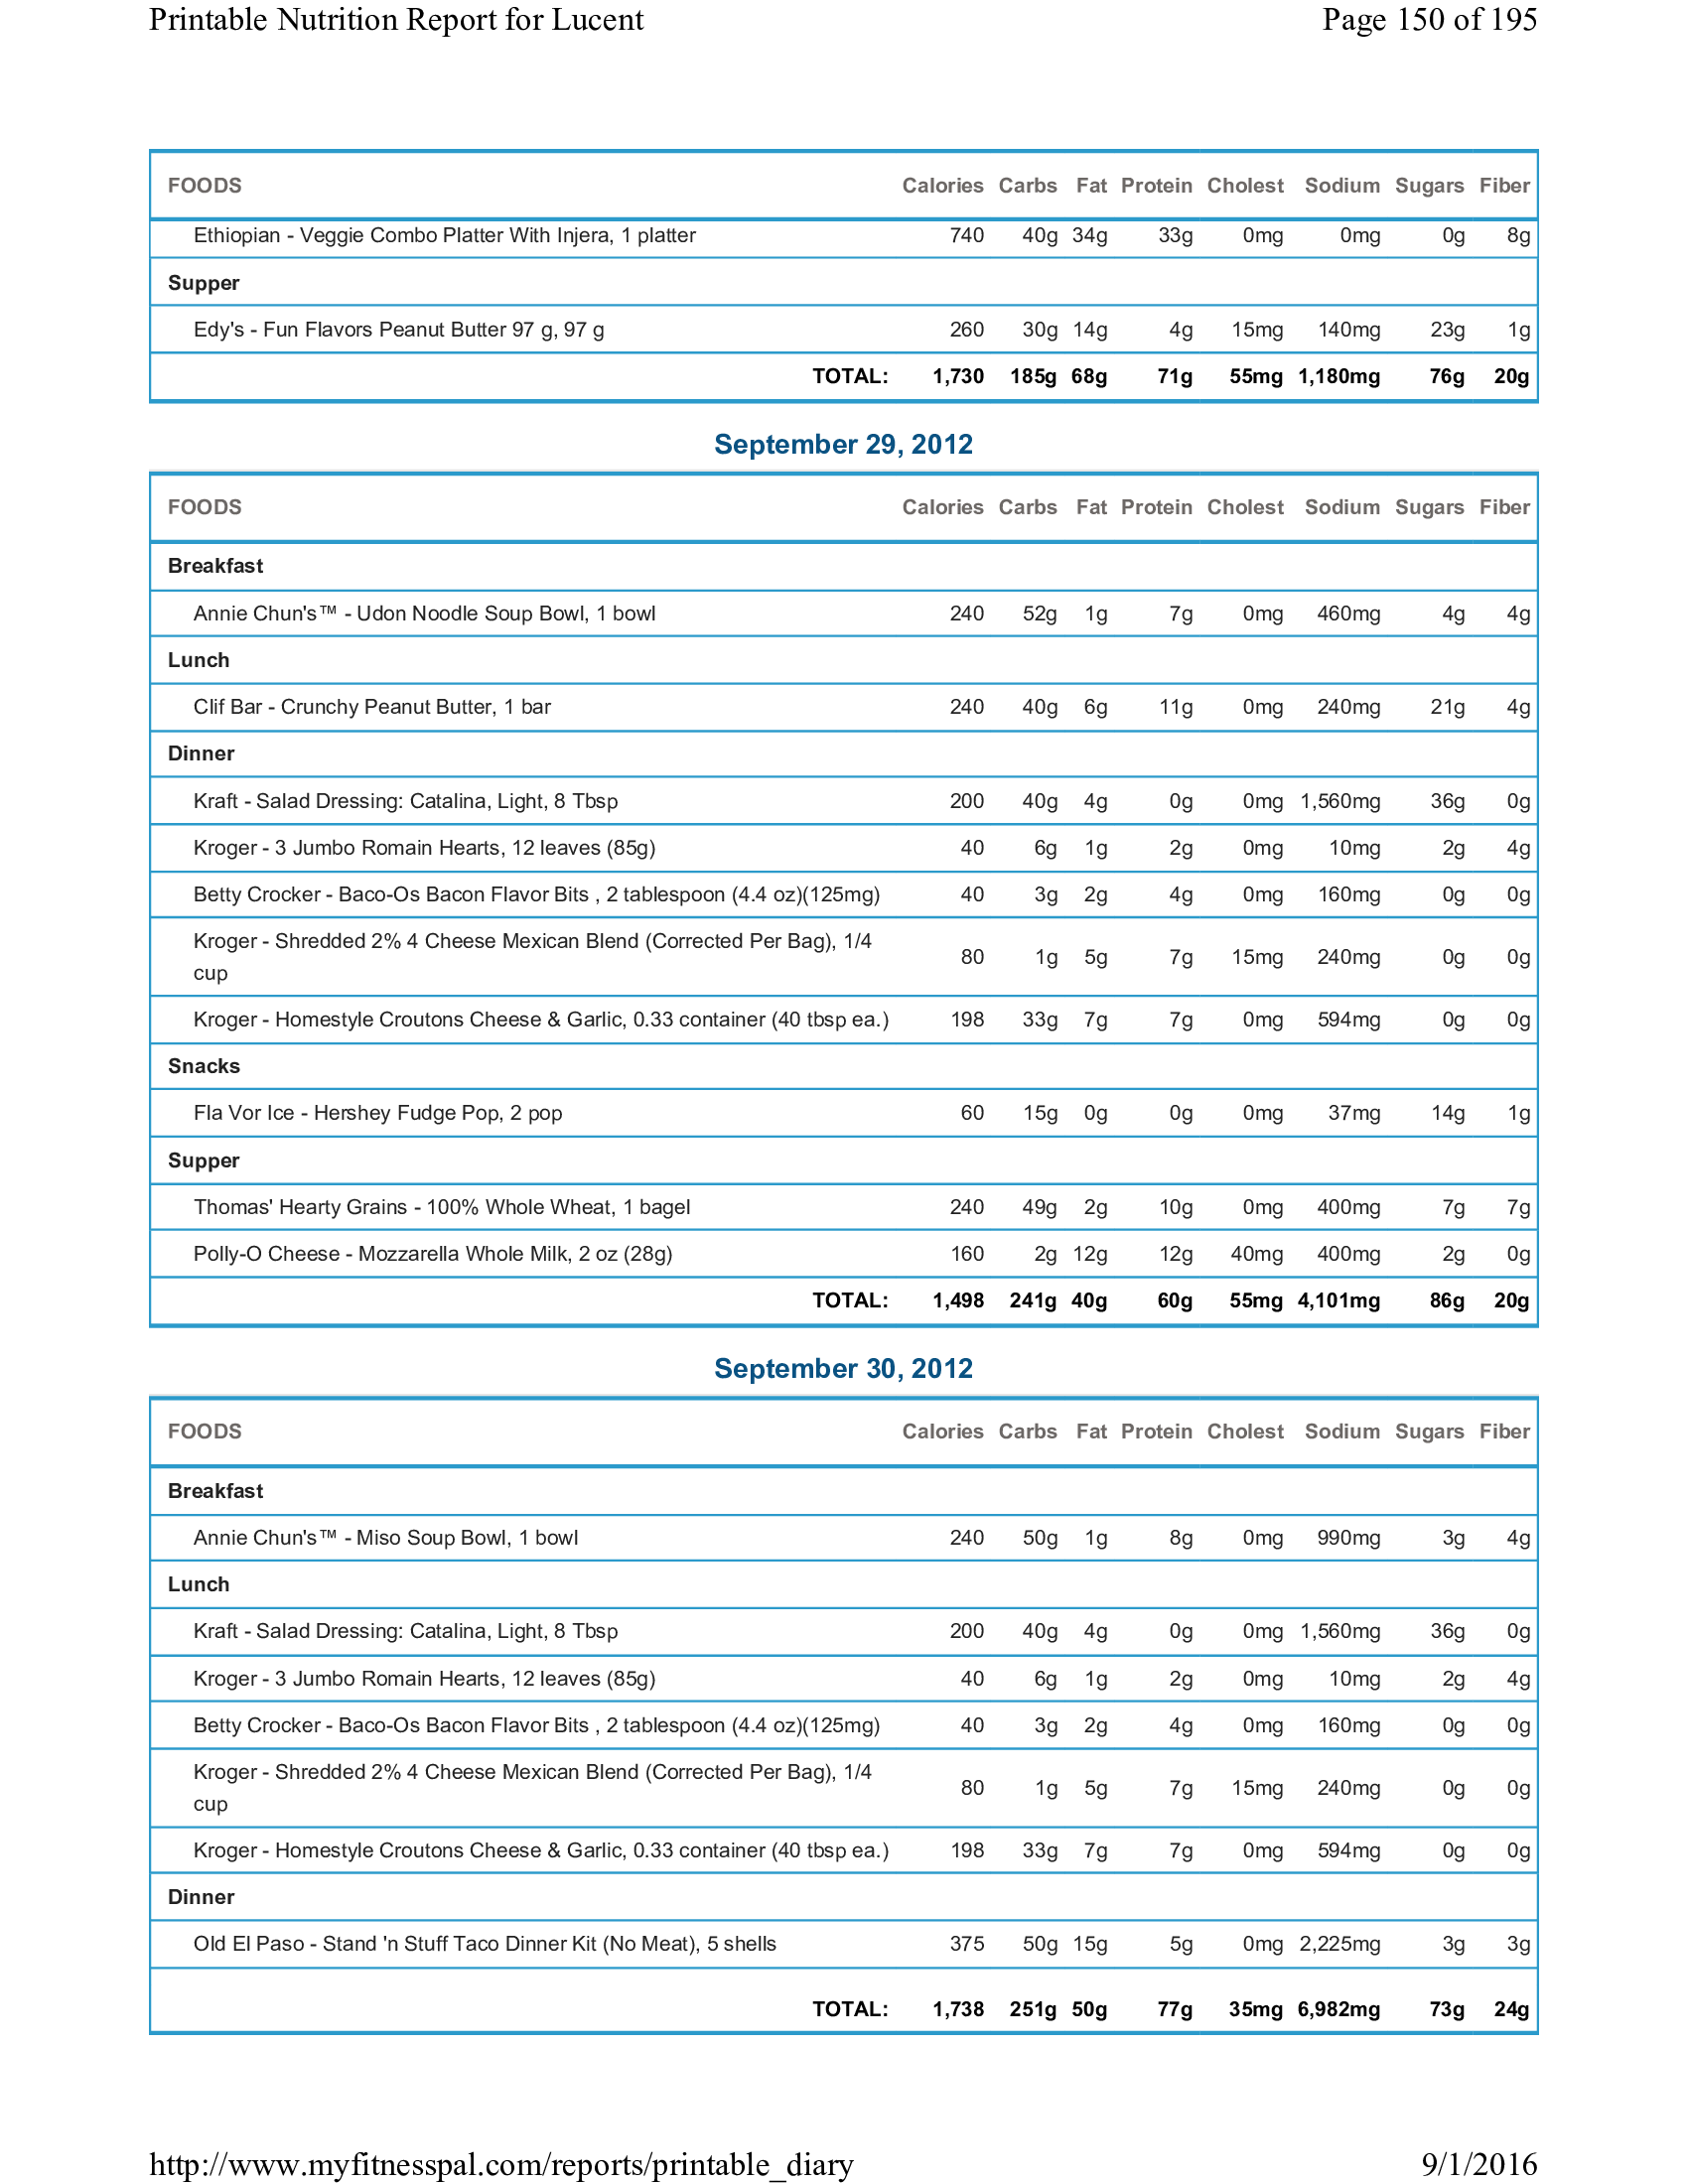 Printable Nutrition Report for Lucent Page 150 of 195
FOODS Calories Carbs Fat Protein Cholest Sodium Sugars Fiber
Ethiopian - Veggie Combo Platter With Injera, 1 platter 740 40g 34g 33g 0mg 0mg 0g 8g
Supper
Edy's - Fun Flavors Peanut Butter 97 g, 97 g 260 30g 14g 4g 15mg 140mg 23g 1g
TOTAL: 1,730 185g 68g 71g 55mg 1,180mg 76g 20g
September 29, 2012
FOODS Calories Carbs Fat Protein Cholest Sodium Sugars Fiber
Breakfast
Annie Chun's™ - Udon Noodle Soup Bowl, 1 bowl 240 52g 1g 7g 0mg 460mg 4g 4g
Lunch
Clif Bar - Crunchy Peanut Butter, 1 bar 240 40g 6g 11g 0mg 240mg 21g 4g
Dinner
Kraft - Salad Dressing: Catalina, Light, 8 Tbsp 200 40g 4g 0g 0mg 1,560mg 36g 0g
Kroger - 3 Jumbo Romain Hearts, 12 leaves (85g) 40 6g 1g 2g 0mg 10mg 2g 4g
Betty Crocker - Baco-Os Bacon Flavor Bits , 2 tablespoon (4.4 oz)(125mg) 40 3g 2g 4g 0mg 160mg 0g 0g
Kroger - Shredded 2% 4 Cheese Mexican Blend (Corrected Per Bag), 1/4
cup 80 1g 5g 7g 15mg 240mg 0g 0g
Kroger - Homestyle Croutons Cheese & Garlic, 0.33 container (40 tbsp ea.) 198 33g 7g 7g 0mg 594mg 0g 0g
Snacks
Fla Vor Ice - Hershey Fudge Pop, 2 pop 60 15g 0g 0g 0mg 37mg 14g 1g
Supper
Thomas' Hearty Grains - 100% Whole Wheat, 1 bagel 240 49g 2g 10g 0mg 400mg 7g 7g
Polly-O Cheese - Mozzarella Whole Milk, 2 oz (28g) 160 2g 12g 12g 40mg 400mg 2g 0g
TOTAL: 1,498 241g 40g 60g 55mg 4,101mg 86g 20g
September 30, 2012
FOODS Calories Carbs Fat Protein Cholest Sodium Sugars Fiber
Breakfast
Annie Chun's™ - Miso Soup Bowl, 1 bowl 240 50g 1g 8g 0mg 990mg 3g 4g
Lunch
Kraft - Salad Dressing: Catalina, Light, 8 Tbsp 200 40g 4g 0g 0mg 1,560mg 36g 0g
Kroger - 3 Jumbo Romain Hearts, 12 leaves (85g) 40 6g 1g 2g 0mg 10mg 2g 4g
Betty Crocker - Baco-Os Bacon Flavor Bits , 2 tablespoon (4.4 oz)(125mg) 40 3g 2g 4g 0mg 160mg 0g 0g
Kroger - Shredded 2% 4 Cheese Mexican Blend (Corrected Per Bag), 1/4
cup 80 1g 5g 7g 15mg 240mg 0g 0g
Kroger - Homestyle Croutons Cheese & Garlic, 0.33 container (40 tbsp ea.) 198 33g 7g 7g 0mg 594mg 0g 0g
Dinner
Old El Paso - Stand 'n Stuff Taco Dinner Kit (No Meat), 5 shells 375 50g 15g 5g 0mg 2,225mg 3g 3g
TOTAL: 1,738 251g 50g 77g 35mg 6,982mg 73g 24g
http://www.myfitnesspal.com/reports/printable_diary 9/1/2016